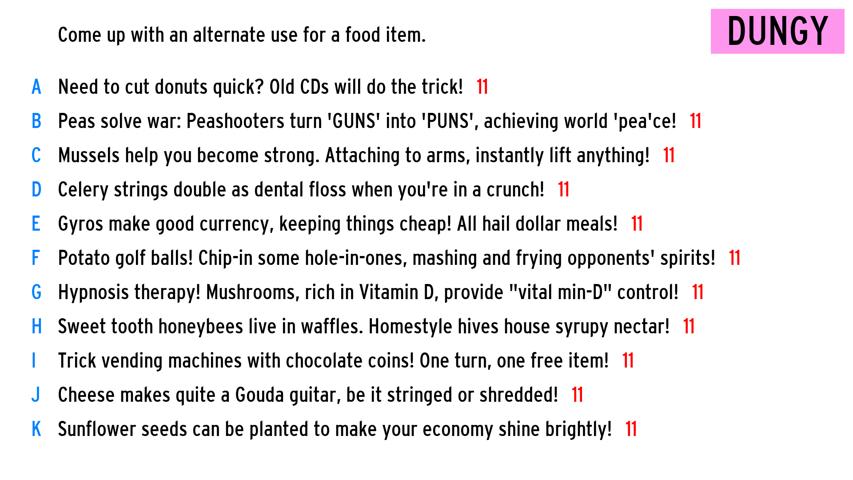 Come up with an alternate use for a food item.
DUNGY
A Need to cut donuts quick? Old CDs will do the trick! 11
B Peas solve war: Peashooters turn 'GUNS' into 'PUNS', achieving world 'pea'ce! 11
C Mussels help you become strong. Attaching to arms, instantly lift anything! 11
D Celery strings double as dental floss when you're in a crunch! 11
E Gyros make good currency, keeping things cheap! All hail dollar meals! 11
F Potato golf balls! Chip-in some hole-in-ones, mashing and frying opponents' spirits! 11
G Hypnosis therapy! Mushrooms, rich in Vitamin D, provide "vital min-D" control! 11
H Sweet tooth honeybees live in waffles. Homestyle hives house syrupy nectar! 11
I Trick vending machines with chocolate coins! One turn, one free item! 11
J Cheese makes quite a Gouda guitar, be it stringed or shredded! 11
K Sunflower seeds can be planted to make your economy shine brightly! 11